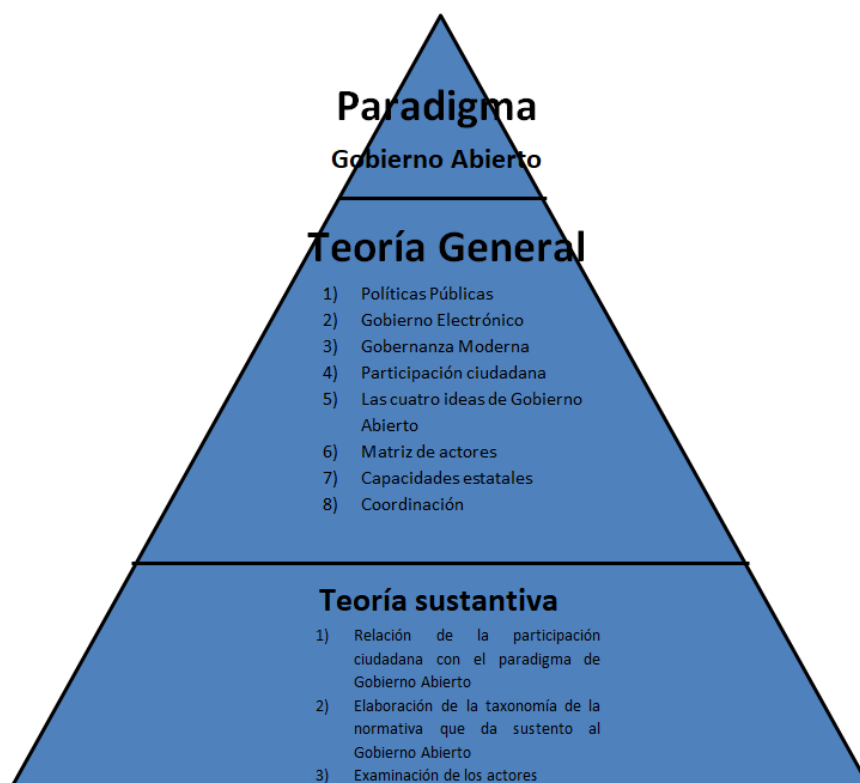 Paradigma
Gobierno Abierto
Teoría General
1) Políticas Públicas
2) Gobierno Electrónico
3) Gobernanza Moderna
4) Participación ciudadana
5) Las cuatro ideas de Gobierno
Abierto
6) Matriz de actores
7) Capacidades estatales
8) Coordinación
Teoría sustantiva
1) Relación de la participación
ciudadana con el paradigma de
Gobierno Abierto
2) Elaboración de la taxonomía de la
normativa que da sustento al
Gobierno Abierto
3) Examinación de los actores